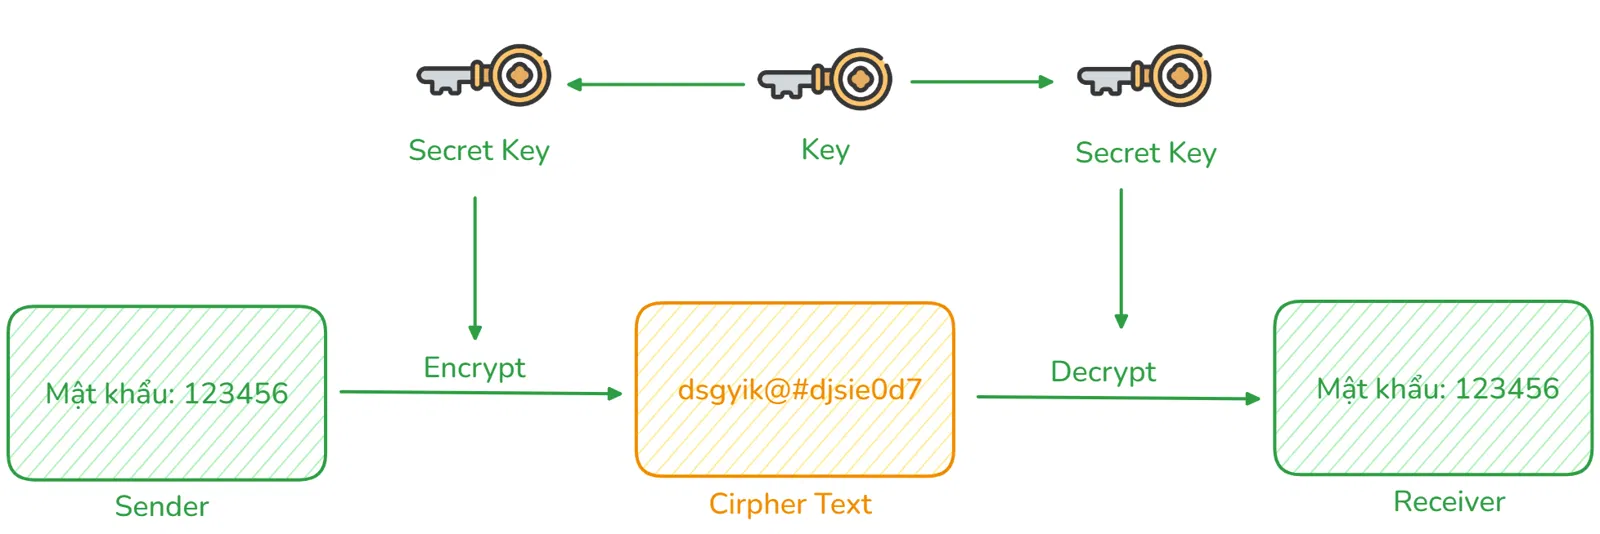 Secret Key
Key
Secret Key
Encrypt
Decrypt
Mật khẩu: 123456
dsgyik@#djsie0d7
Mật khẩu: 123456
Sender
Cirpher Text
Receiver